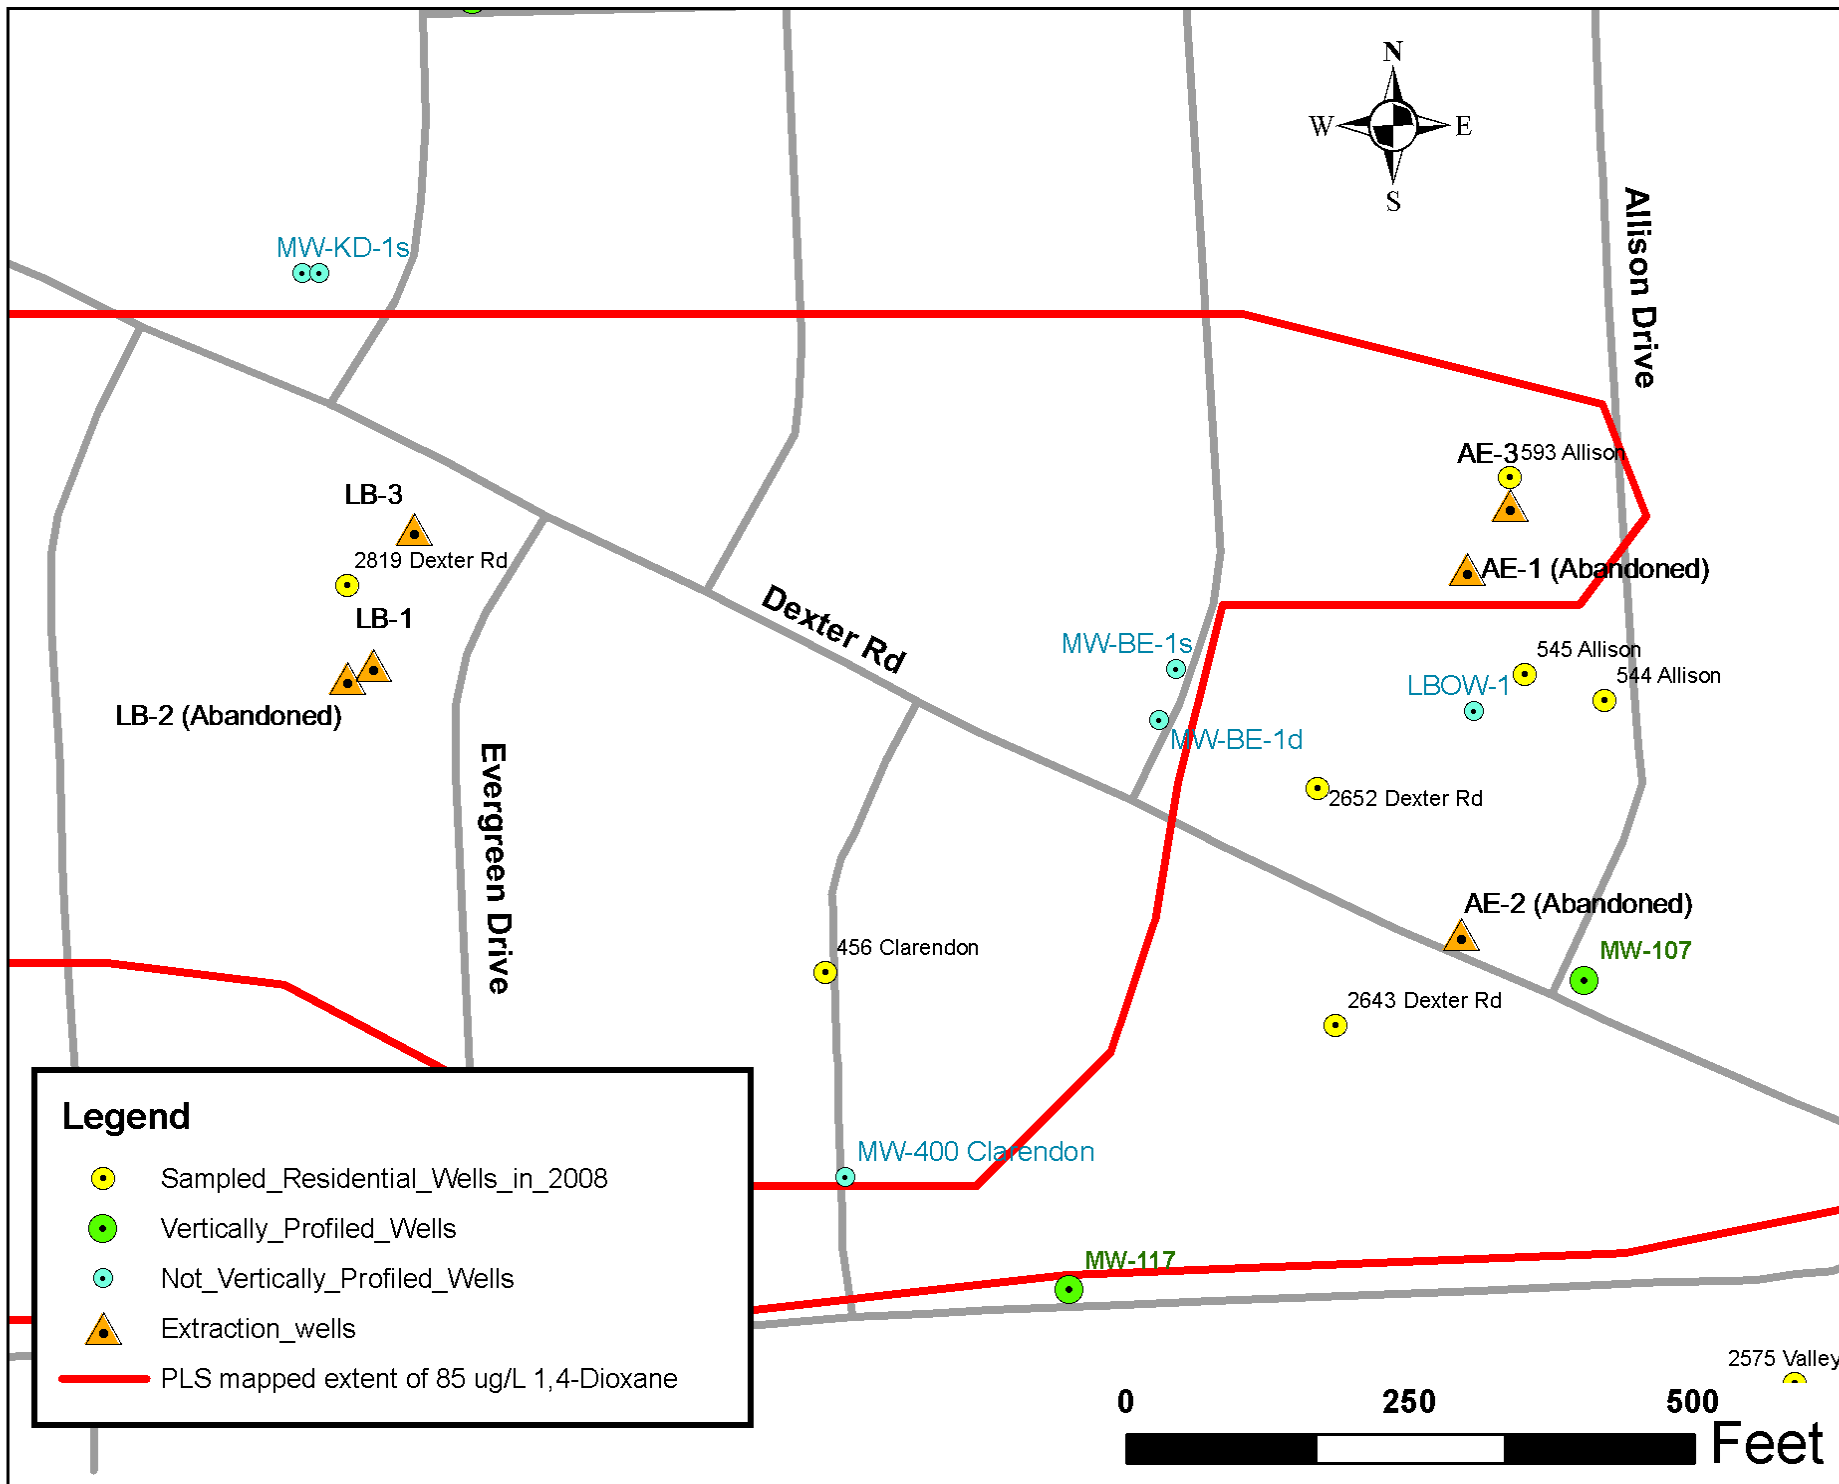 N
W E
S
Allison Drive
MW-KD-1s
AE-3
593 Allison
LB-3
2819 Dexter Rd
AE-1 (Abandoned)
LB-1
Dexter Rd
MW-BE-1s
545 Allison
544 Allison
LBOW-1
LB-2 (Abandoned)
MW-BE-1d
Evergreen Drive
2652 Dexter Rd
AE-2 (Abandoned)
456 Clarendon
MW-107
2643 Dexter Rd
MW-400 Clarendon
MW-117
2575 Valley
Legend
Sampled_Residential_Wells_in_2008
Vertically_Profiled_Wells
Not_Vertically_Profiled_Wells
Extraction_wells
PLS mapped extent of 85 ug/L 1,4-Dioxane
0 250 500
Feet